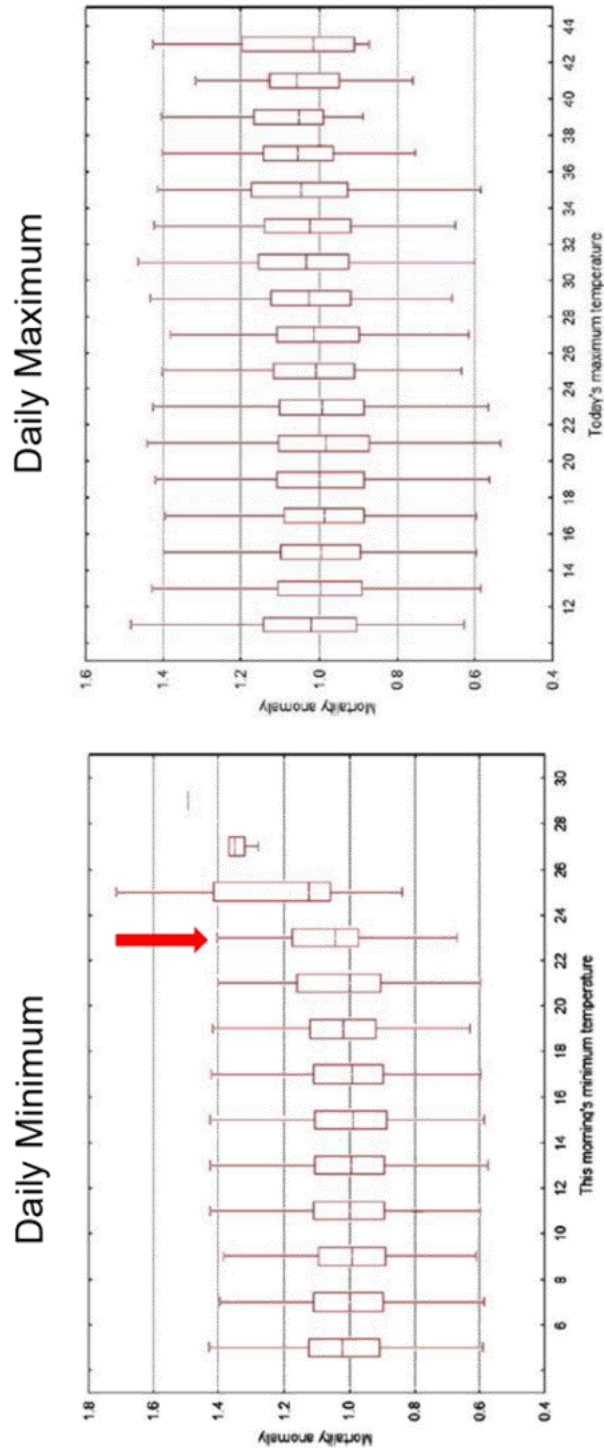 Daily Minimum
1.8
1.6
1.4
1.2
1.0
0.8
0.6
0.4
Mortality anomaly
6 8 10 12 14 16 18 20 22 24 26 28 30
This morning's minimum temperature
Daily Maximum
1.6
1.4
1.2
1.0
0.8
0.6
0.4
Mortality anomaly
12 14 16 18 20 22 24 26 28 30 32 34 36 38 40 42 44
Today's maximum temperature